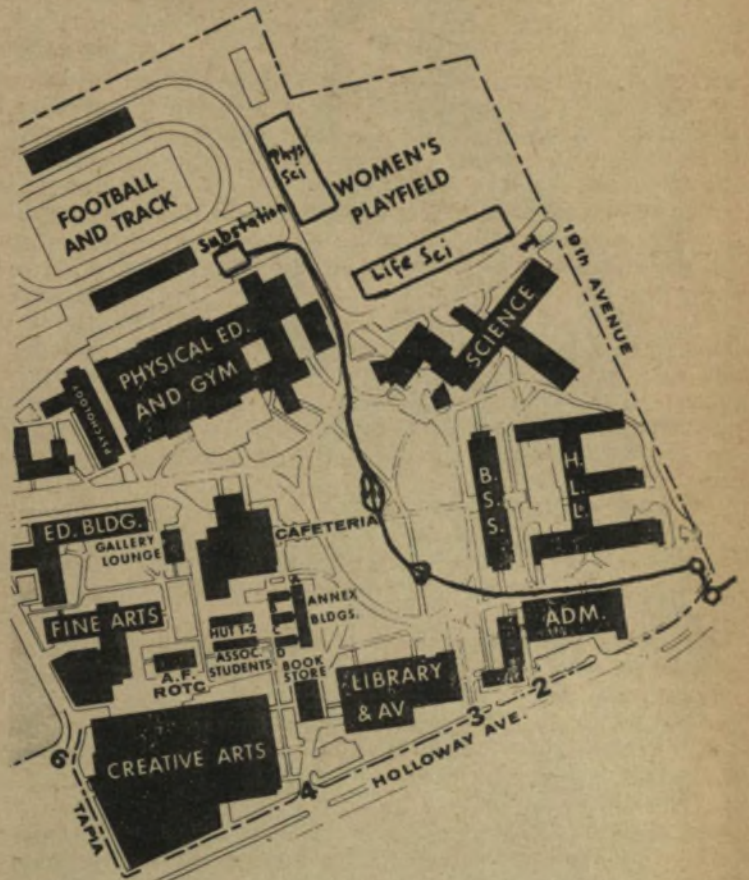 FOOTBALL
AND TRACK
Phys
Sci
WOMEN'S
PLAYFIELD
Substation
Life Sci
19th AVENUE
1
SCIENCE
PHYSICAL ED.
AND GYM
PSYCHOLOGY
B.S.S.
H.L.L.
ED. BLDG.
GALLERY
LOUNGE
CAFETERIA
FINE ARTS
HUT T-2
ASSOC.
STUDENTS
A
C
D
ANNEX
BLDGS.
BOOK
STORE
A.F.
ROTC
ADM.
LIBRARY
& AV
2
3
HOLLOWAY AVE.
CREATIVE ARTS
4
6
TAPIA